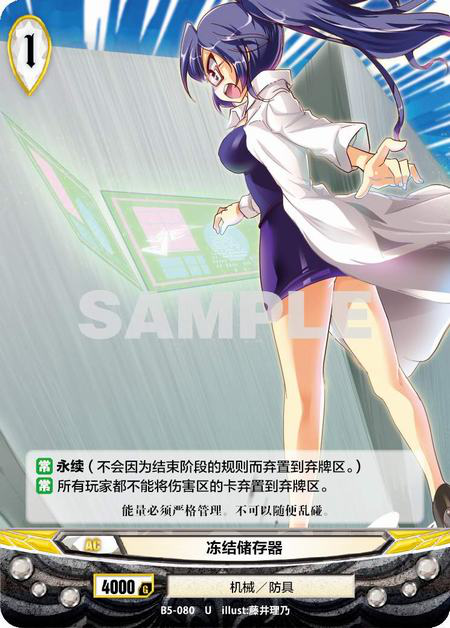 1
SAMPLE
常 永续（不会因为结束阶段的规则而弃置到弃牌区。）
常 所有玩家都不能将伤害区的卡弃置到弃牌区。
能量必须严格管理。不可以随便乱碰。
AC 冻结储存器
4000 G 机械／防具
B5-080 U illust:藤井理乃